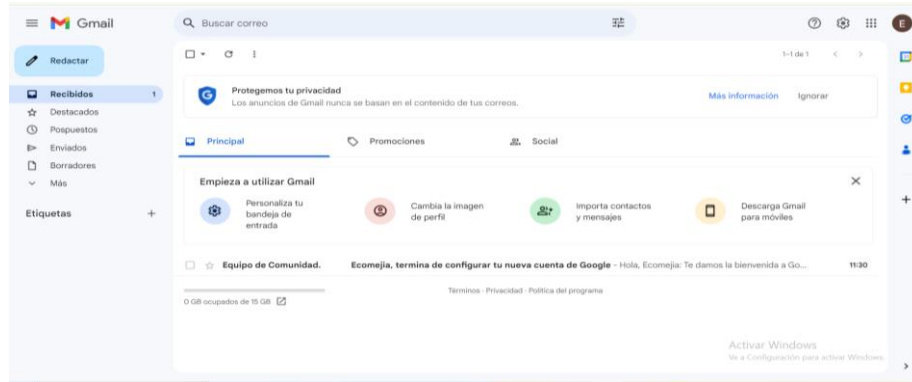 Gmail
Buscar correo
E
Redactar
1–1 de 1
Recibidos 1
Destacados
Pospuestos
Enviados
Borradores
Más
Etiquetas
Protegemos tu privacidad
Los anuncios de Gmail nunca se basan en el contenido de tus correos.
Más información Ignorar
Principal Promociones Social
Empieza a utilizar Gmail
Personaliza tu
bandeja de
entrada
Cambia la imagen
de perfil
Importa contactos
y mensajes
Descarga Gmail
para móviles
Equipo de Comunidad. Ecomejia, termina de configurar tu nueva cuenta de Google - Hola, Ecomejia: Te damos la bienvenida a Go... 11:30
0 GB ocupados de 15 GB
Términos · Privacidad · Política del programa
Activar Windows
Ve a Configuración para activar Windows.